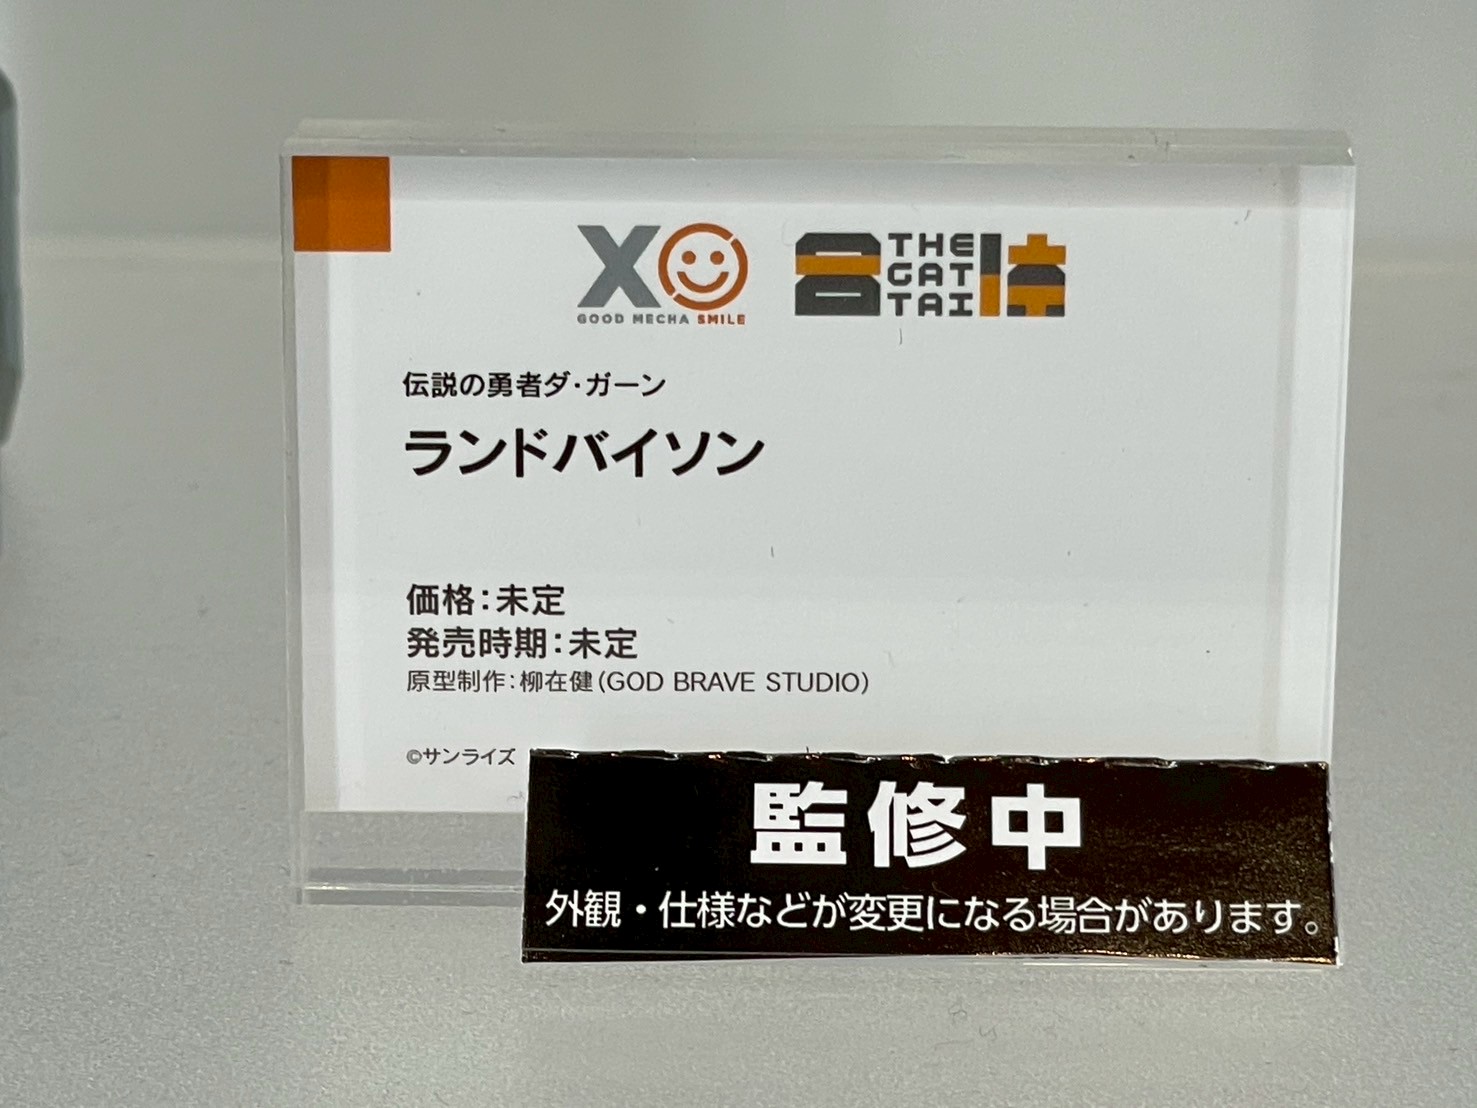 XO
GOOD MECHA SMILE
合体
THE
GAT
TAI
伝説の勇者ダ・ガーン
ランドバイソン
価格：未定
発売時期：未定
原型制作：柳在健(GOD BRAVE STUDIO)
©サンライズ
監修中
外観・仕様などが変更になる場合があります。